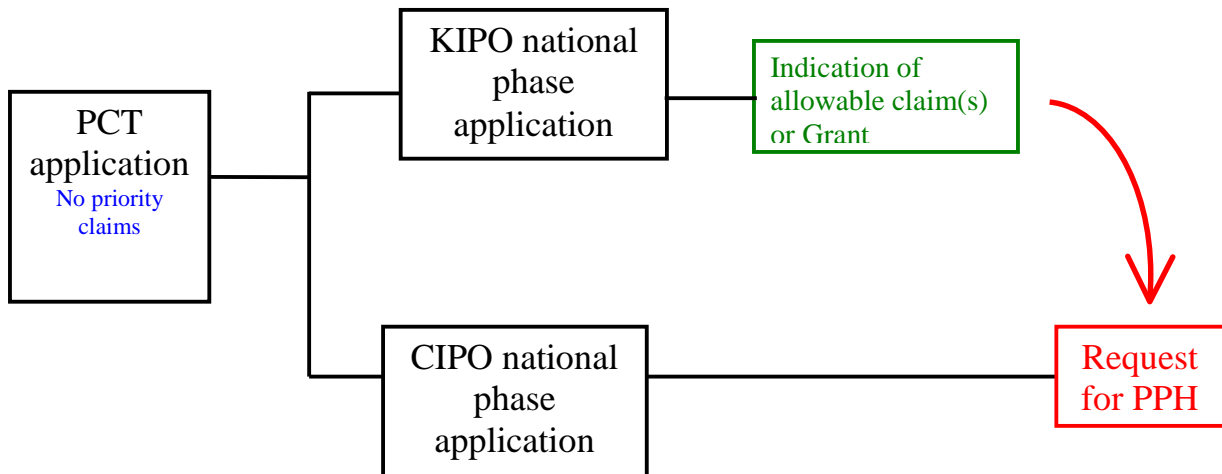 PCT
application
No priority
claims
KIPO national
phase
application
Indication of
allowable claim(s)
or Grant
CIPO national
phase
application
Request
for PPH